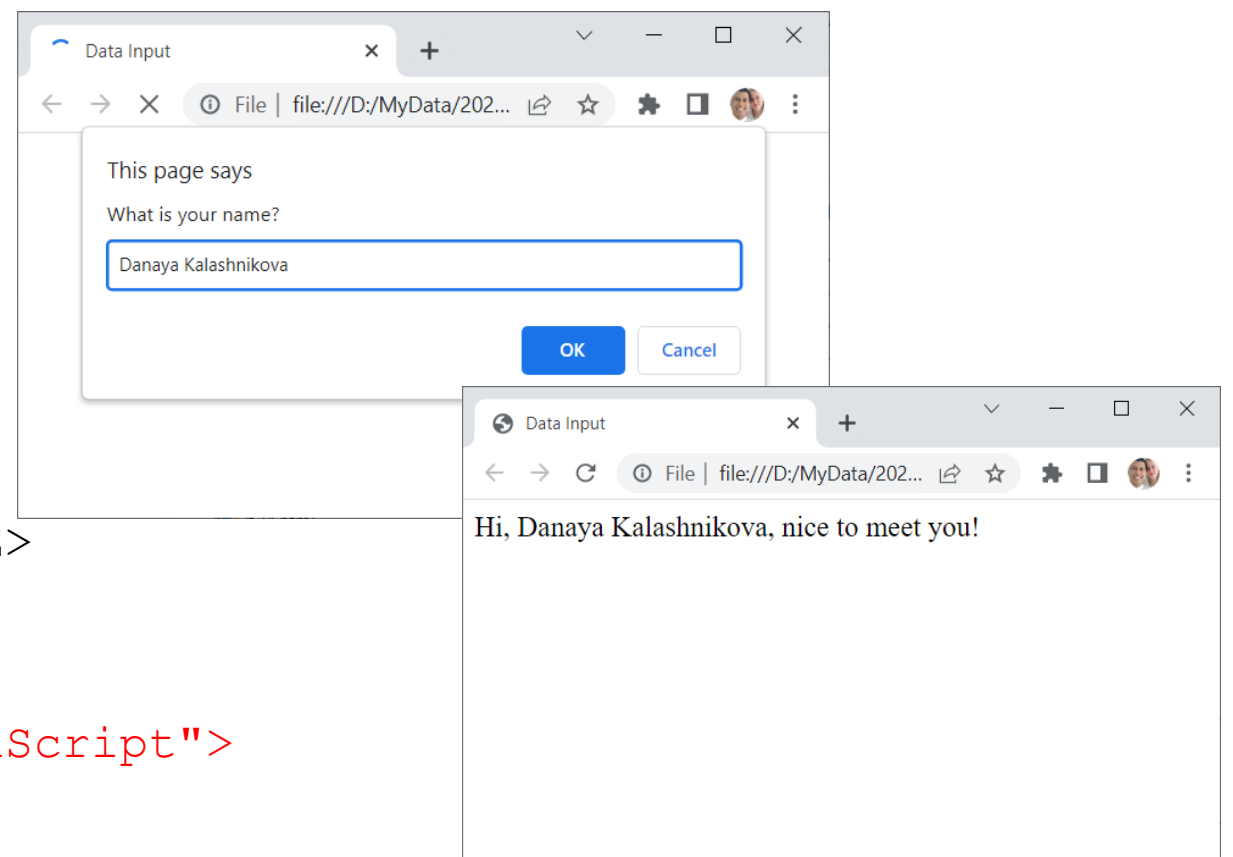 Data Input
File | file:///D:/MyData/202...
This page says
What is your name?
Danaya Kalashnikova
OK Cancel
Data Input
File | file:///D:/MyData/202...
Hi, Danaya Kalashnikova, nice to meet you!
>
Script">